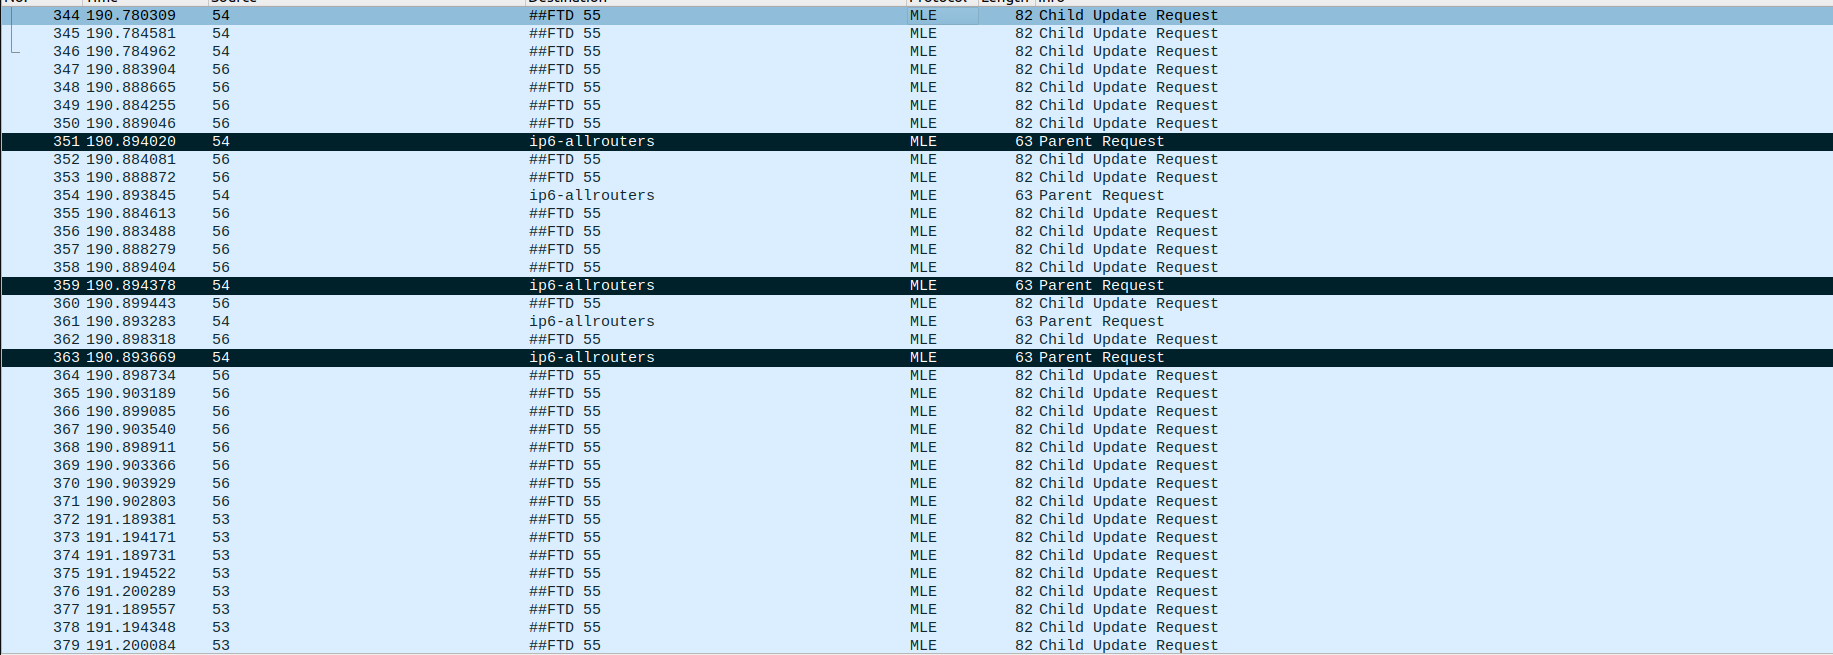 No. Time Source Destination Protocol Length Info
344 190.780309 54 ##FTD 55 MLE 82 Child Update Request
345 190.784581 54 ##FTD 55 MLE 82 Child Update Request
346 190.784962 54 ##FTD 55 MLE 82 Child Update Request
347 190.883904 56 ##FTD 55 MLE 82 Child Update Request
348 190.888665 56 ##FTD 55 MLE 82 Child Update Request
349 190.884255 56 ##FTD 55 MLE 82 Child Update Request
350 190.889046 56 ##FTD 55 MLE 82 Child Update Request
351 190.894020 54 ip6-allrouters MLE 63 Parent Request
352 190.884081 56 ##FTD 55 MLE 82 Child Update Request
353 190.888872 56 ##FTD 55 MLE 82 Child Update Request
354 190.893845 54 ip6-allrouters MLE 63 Parent Request
355 190.884613 56 ##FTD 55 MLE 82 Child Update Request
356 190.883488 56 ##FTD 55 MLE 82 Child Update Request
357 190.888279 56 ##FTD 55 MLE 82 Child Update Request
358 190.889404 56 ##FTD 55 MLE 82 Child Update Request
359 190.894378 54 ip6-allrouters MLE 63 Parent Request
360 190.899443 56 ##FTD 55 MLE 82 Child Update Request
361 190.893283 54 ip6-allrouters MLE 63 Parent Request
362 190.898318 56 ##FTD 55 MLE 82 Child Update Request
363 190.893669 54 ip6-allrouters MLE 63 Parent Request
364 190.898734 56 ##FTD 55 MLE 82 Child Update Request
365 190.903189 56 ##FTD 55 MLE 82 Child Update Request
366 190.899085 56 ##FTD 55 MLE 82 Child Update Request
367 190.903540 56 ##FTD 55 MLE 82 Child Update Request
368 190.898911 56 ##FTD 55 MLE 82 Child Update Request
369 190.903366 56 ##FTD 55 MLE 82 Child Update Request
370 190.903929 56 ##FTD 55 MLE 82 Child Update Request
371 190.902803 56 ##FTD 55 MLE 82 Child Update Request
372 191.189381 53 ##FTD 55 MLE 82 Child Update Request
373 191.194171 53 ##FTD 55 MLE 82 Child Update Request
374 191.189731 53 ##FTD 55 MLE 82 Child Update Request
375 191.194522 53 ##FTD 55 MLE 82 Child Update Request
376 191.200289 53 ##FTD 55 MLE 82 Child Update Request
377 191.189557 53 ##FTD 55 MLE 82 Child Update Request
378 191.194348 53 ##FTD 55 MLE 82 Child Update Request
379 191.200084 53 ##FTD 55 MLE 82 Child Update Request